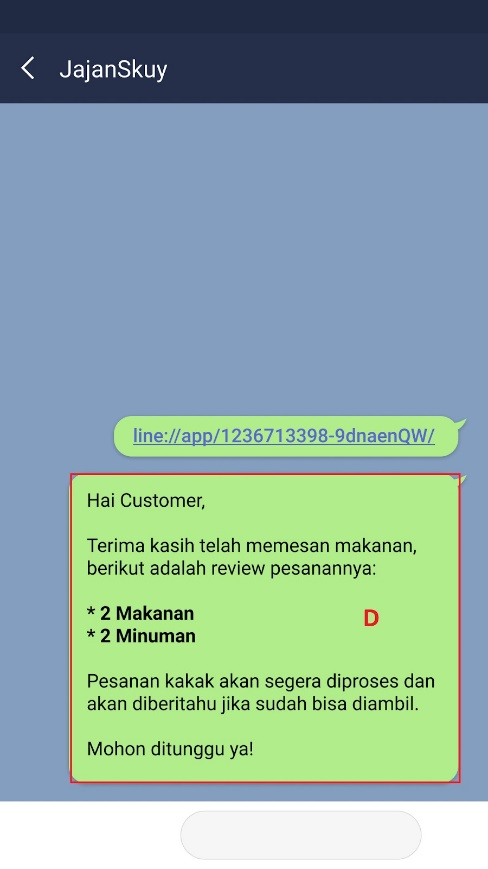 JajanSkuy
line://app/1236713398-9dnaenQW/
Hai Customer,
Terima kasih telah memesan makanan,
berikut adalah review pesanannya:
* 2 Makanan
* 2 Minuman
D
Pesanan kakak akan segera diproses dan
akan diberitahu jika sudah bisa diambil.
Mohon ditunggu ya!